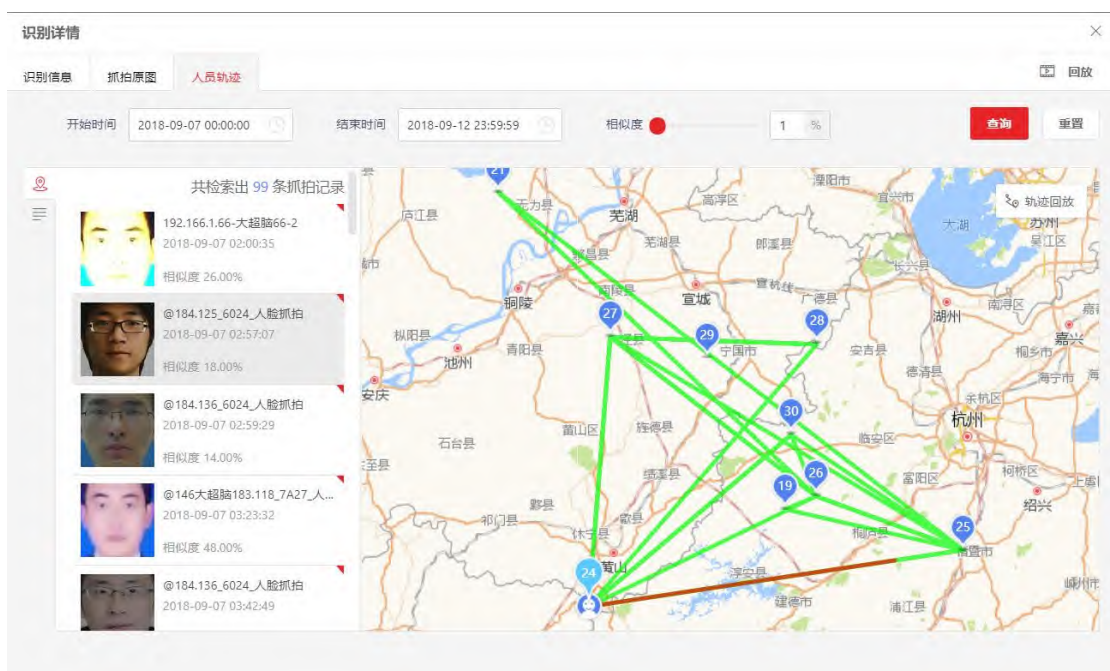 识别详情
识别信息 抓拍原图 人员轨迹 回放
开始时间 2018-09-07 00:00:00 结束时间 2018-09-12 23:59:59 相似度 1 % 查询 重置
共检索出 99 条抓拍记录
192.166.1.66-大超脑66-2
2018-09-07 02:00:35
相似度 26.00%
@184.125_6024_人脸抓拍
2018-09-07 02:57:07
相似度 18.00%
@184.136_6024_人脸抓拍
2018-09-07 02:59:29
相似度 14.00%
@146大超脑183.118_7A27_人...
2018-09-07 03:23:32
相似度 48.00%
@184.136_6024_人脸抓拍
2018-09-07 03:42:49
轨迹回放
21
溧阳市
宜兴市
庐江县
无为县
芜湖
高淳区
太湖
苏州
吴江区
芜湖县
郎溪县
长兴县
南陵县
宣杭线
铜陵
宣城
广德县
南浔区
湖州
27
28
29
嘉兴
枞阳县
泾县
宁国市
安吉县
桐乡市
青阳县
池州
德清县
海宁市
安庆
余杭区
30
杭州
黄山区
旌德县
临安区
石台县
绩溪县
26
19
富阳区
柯桥区
绍兴
黟县
祁门县
歙县
25
休宁县
桐庐县
诸暨市
黄山
24
淳安县
建德市
浦江县
嵊州市